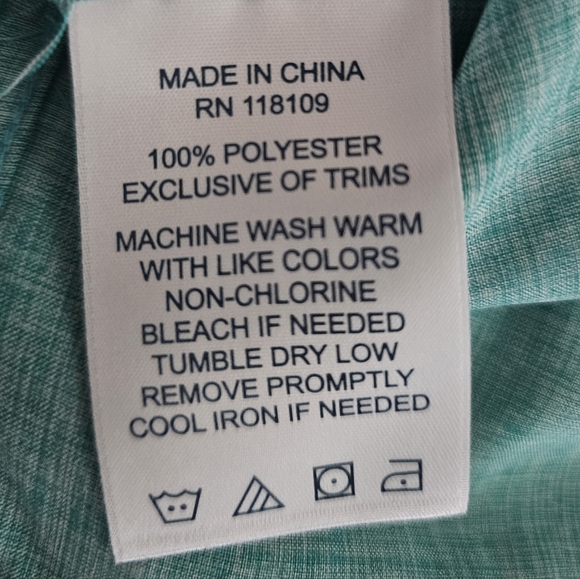 MADE IN CHINA
RN 118109
100% POLYESTER
EXCLUSIVE OF TRIMS
MACHINE WASH WARM
WITH LIKE COLORS
NON-CHLORINE
BLEACH IF NEEDED
TUMBLE DRY LOW
REMOVE PROMPTLY
COOL IRON IF NEEDED